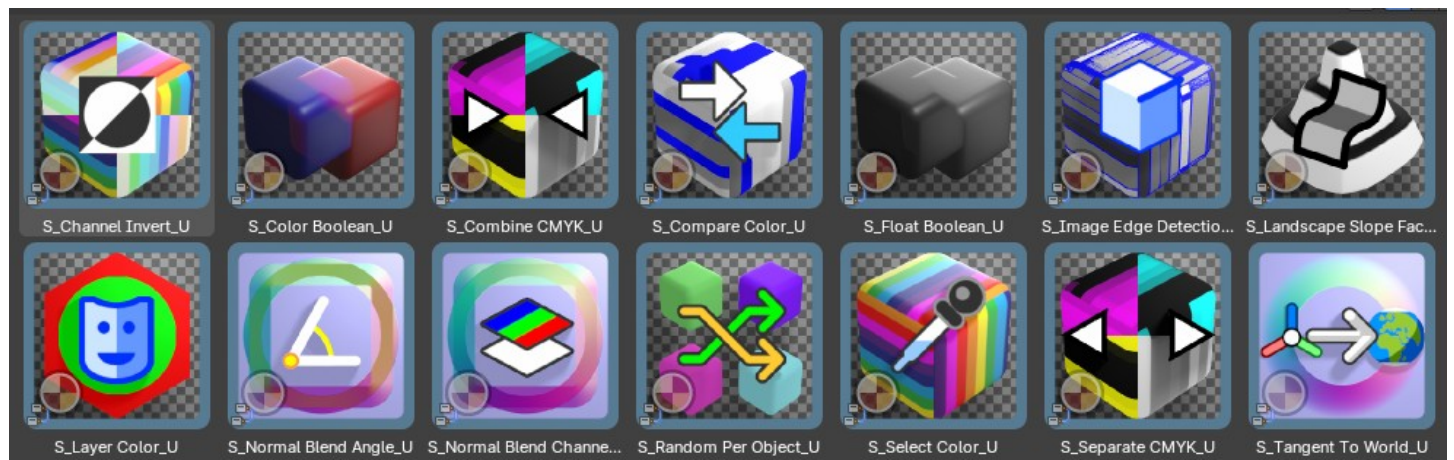 S_Channel Invert_U
S_Color Boolean_U
S_Combine CMYK_U
S_Compare Color_U
S_Float Boolean_U
S_Image Edge Detectio...
S_Landscape Slope Fac...
S_Layer Color_U
S_Normal Blend Angle_U
S_Normal Blend Channe...
S_Random Per Object_U
S_Select Color_U
S_Separate CMYK_U
S_Tangent To World_U